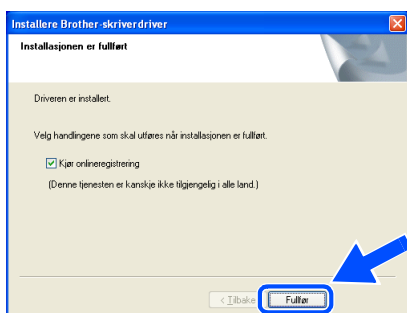 Installere Brother-skriverdriver
Installasjonen er fullført
Driveren er installert.
Velg handlingene som skal utføres når installasjonen er fullført.
Kjør onlineregistrering
(Denne tjenesten er kanskje ikke tilgjengelig i alle land.)
< Tilbake
Fullfør